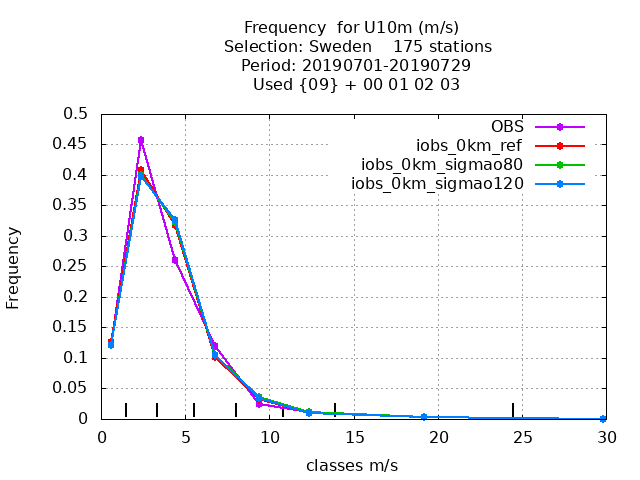 Frequency  for U10m (m/s)
Selection: Sweden    175 stations
Period: 20190701-20190729
Used {09} + 00 01 02 03
OBS
iobs_0km_ref
iobs_0km_sigmao80
iobs_0km_sigmao120
Frequency
0.5
0.45
0.4
0.35
0.3
0.25
0.2
0.15
0.1
0.05
0
0 5 10 15 20 25 30
classes m/s